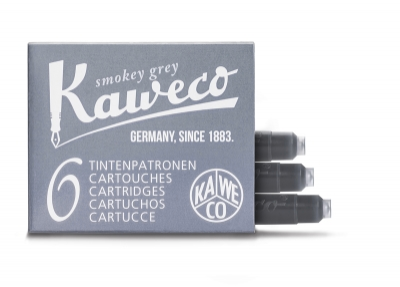 smokey grey
Kaweco
GERMANY, SINCE 1883.
6
TINTENPATRONEN
CARTOUCHES
CARTRIDGES
CARTUCHOS
CARTUCCE
KA WE
CO